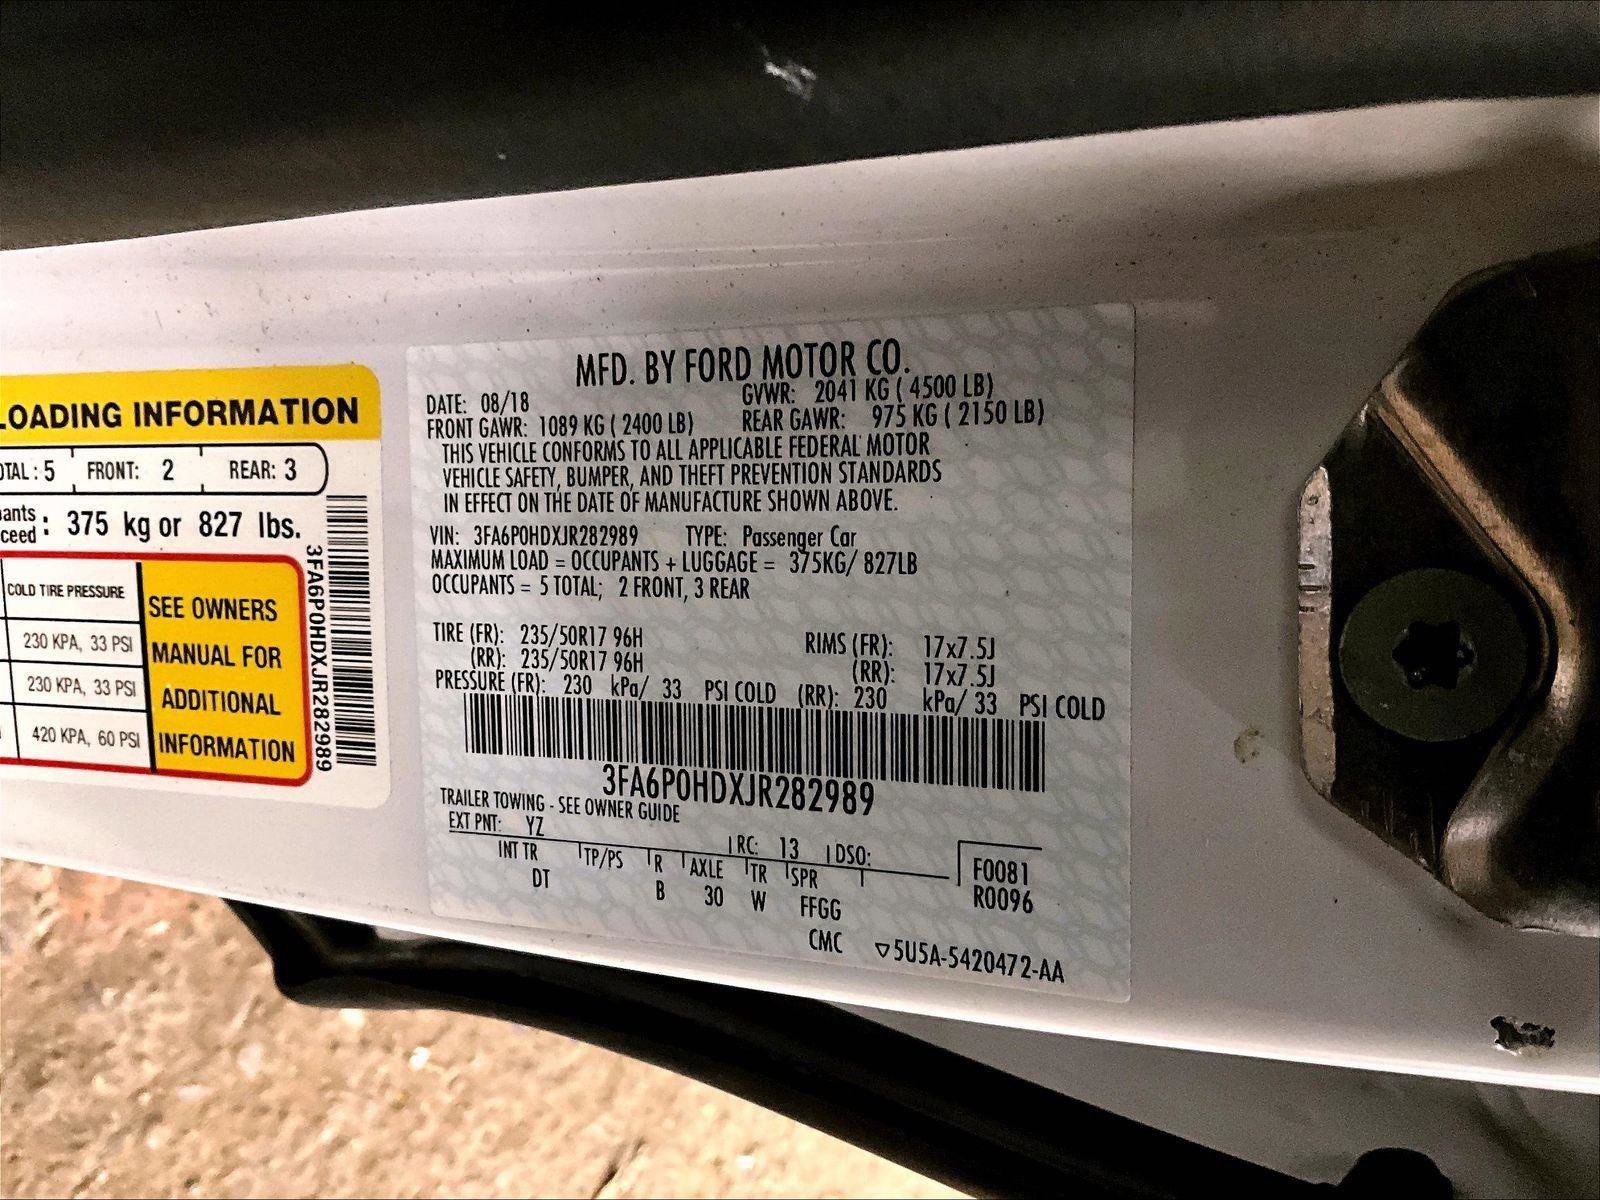 LOADING INFORMATION
OTAL : 5 FRONT: 2 REAR: 3
pants
ceed : 375 kg or 827 lbs.
COLD TIRE PRESSURE
230 KPA, 33 PSI
230 KPA, 33 PSI
420 KPA, 60 PSI
SEE OWNERS
MANUAL FOR
ADDITIONAL
INFORMATION
3FA6P0HDXJR282989
MFD. BY FORD MOTOR CO.
DATE: 08/18 GVWR: 2041 KG ( 4500 LB)
FRONT GAWR: 1089 KG ( 2400 LB) REAR GAWR: 975 KG ( 2150 LB)
THIS VEHICLE CONFORMS TO ALL APPLICABLE FEDERAL MOTOR
VEHICLE SAFETY, BUMPER, AND THEFT PREVENTION STANDARDS
IN EFFECT ON THE DATE OF MANUFACTURE SHOWN ABOVE.
VIN: 3FA6P0HDXJR282989 TYPE: Passenger Car
MAXIMUM LOAD = OCCUPANTS + LUGGAGE = 375KG/ 827LB
OCCUPANTS = 5 TOTAL; 2 FRONT, 3 REAR
TIRE (FR): 235/50R17 96H RIMS (FR): 17x7.5J
(RR): 235/50R17 96H (RR): 17x7.5J
PRESSURE (FR): 230 kPa/ 33 PSI COLD (RR): 230 kPa/ 33 PSI COLD
3FA6P0HDXJR282989
TRAILER TOWING - SEE OWNER GUIDE
EXT PNT: YZ RC: 13 DSO:
INT TR TP/PS R AXLE TR SPR F0081
DT B 30 W FFGG R0096
CMC ▽5U5A-5420472-AA